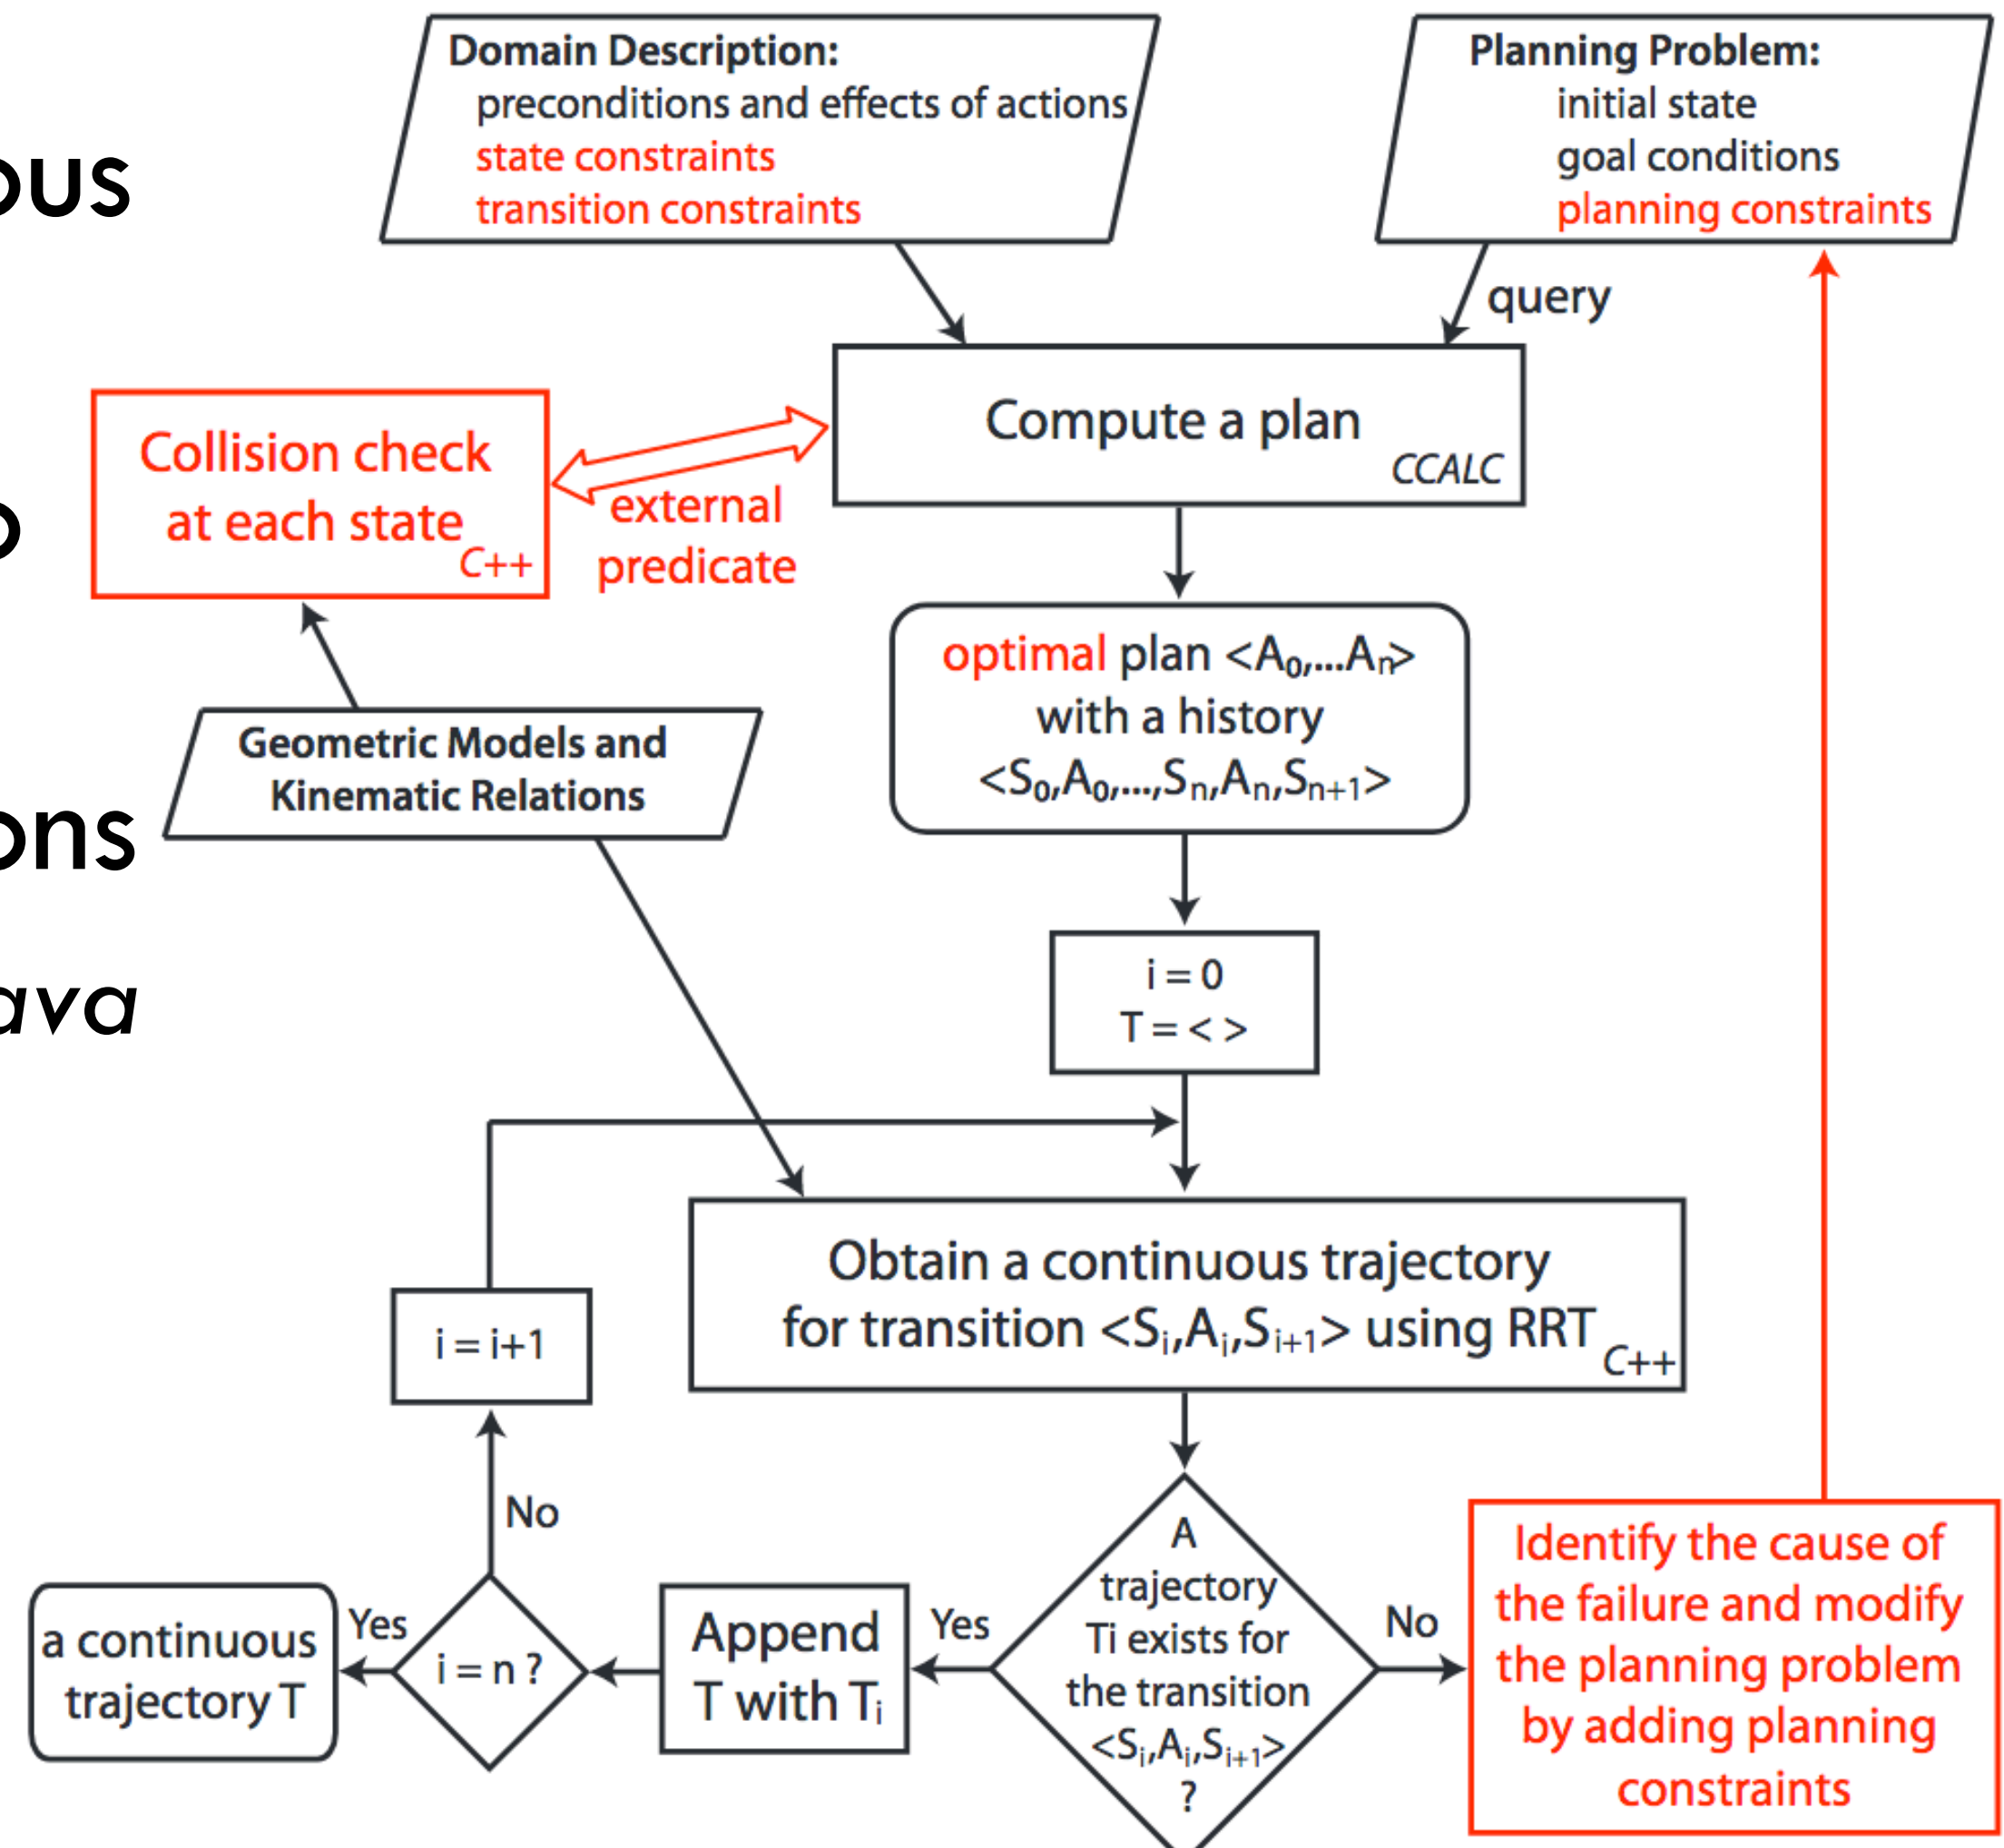 Domain Description:
preconditions and effects of actions
state constraints
transition constraints
Planning Problem:
initial state
goal conditions
planning constraints
query
Compute a plan
CCALC
Collision check
at each state
C++
external
predicate
optimal plan <A₀,...Aₙ>
with a history
<S₀,A₀,...,Sₙ,Aₙ,Sₙ₊₁>
Geometric Models and
Kinematic Relations
i = 0
T = < >
Obtain a continuous trajectory
for transition <Sᵢ,Aᵢ,Sᵢ₊₁> using RRT
C++
i = i+1
No
A
trajectory
Ti exists for
the transition
<Sᵢ,Aᵢ,Sᵢ₊₁>
?
Yes
No
Append
T with Tᵢ
i = n ?
Yes
a continuous
trajectory T
Identify the cause of
the failure and modify
the planning problem
by adding planning
constraints